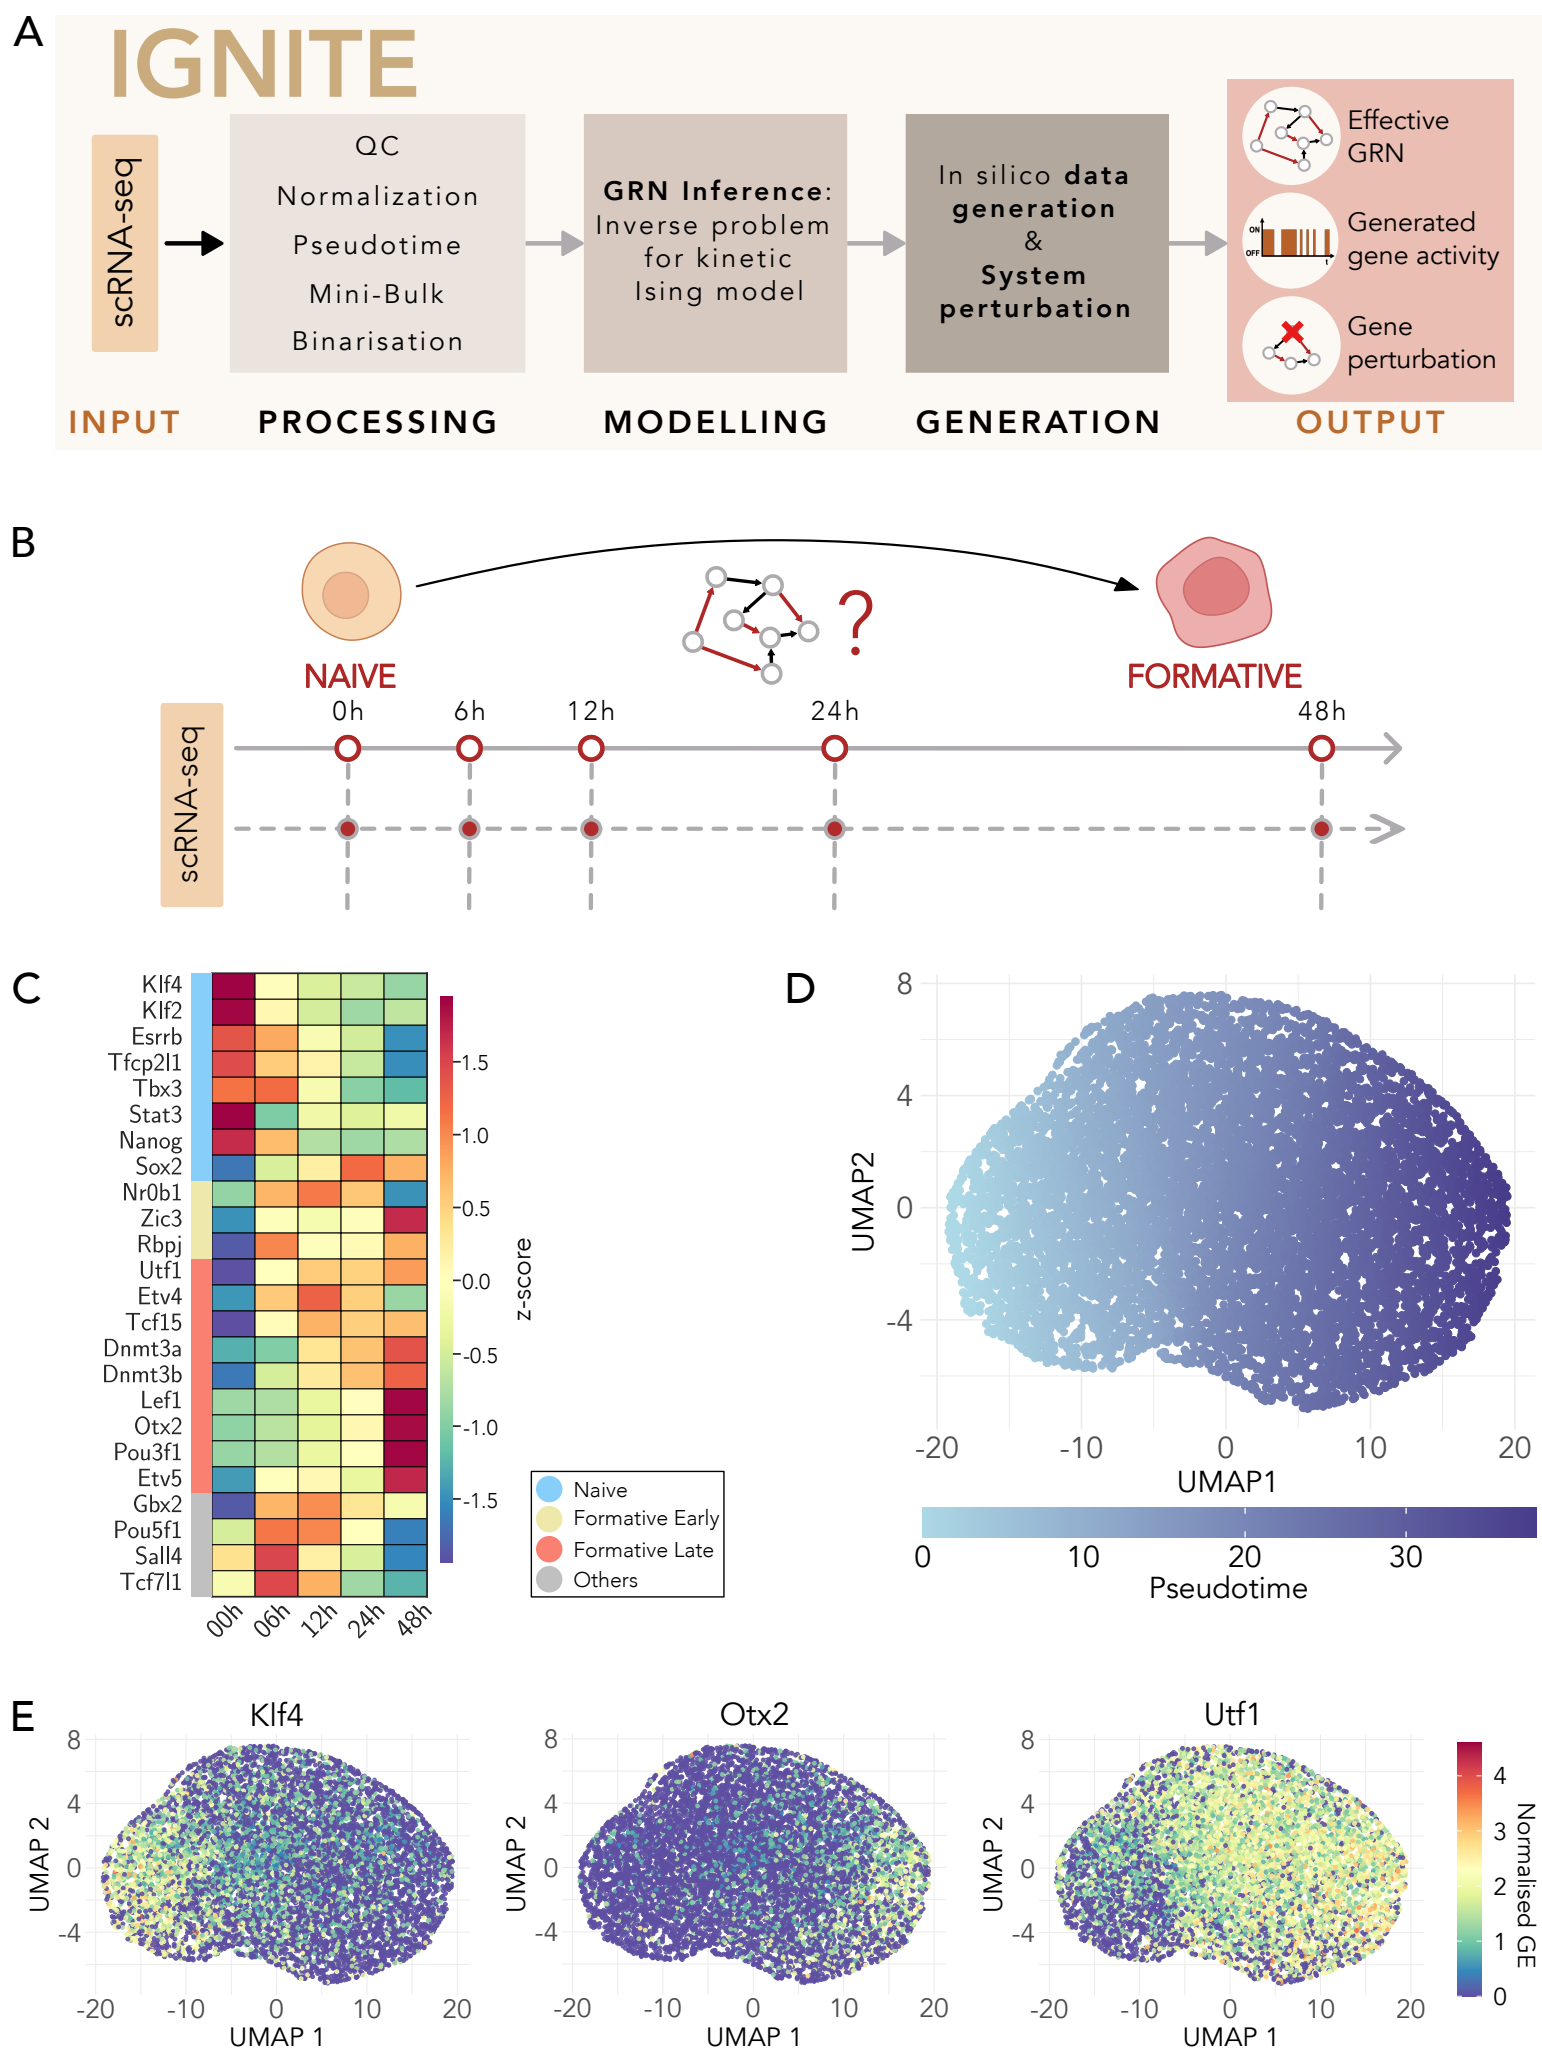 A
IGNITE
scRNA-seq
QC
Normalization
Pseudotime
Mini-Bulk
Binarisation
GRN Inference:
Inverse problem
for kinetic
Ising model
In silico data
generation
&
System
perturbation
Effective
GRN
ON
OFF
t
Generated
gene activity
Gene
perturbation
INPUT
PROCESSING
MODELLING
GENERATION
OUTPUT
B
?
NAIVE
FORMATIVE
scRNA-seq
0h
6h
12h
24h
48h
C
Klf4
Klf2
Esrrb
Tfcp2l1
Tbx3
Stat3
Nanog
Sox2
Nr0b1
Zic3
Rbpj
Utf1
Etv4
Tcf15
Dnmt3a
Dnmt3b
Lef1
Otx2
Pou3f1
Etv5
Gbx2
Pou5f1
Sall4
Tcf7l1
00h
06h
12h
24h
48h
1.5
1.0
0.5
0.0
-0.5
-1.0
-1.5
z-score
Naive
Formative Early
Formative Late
Others
D
8
4
0
-4
UMAP2
-20
-10
0
10
20
UMAP1
0
10
20
30
Pseudotime
E
Klf4
8
4
0
-4
UMAP 2
-20
-10
0
10
20
UMAP 1
Otx2
8
4
0
-4
UMAP 2
-20
-10
0
10
20
UMAP 1
Utf1
8
4
0
-4
UMAP 2
-20
-10
0
10
20
UMAP 1
4
3
2
1
0
Normalised GE